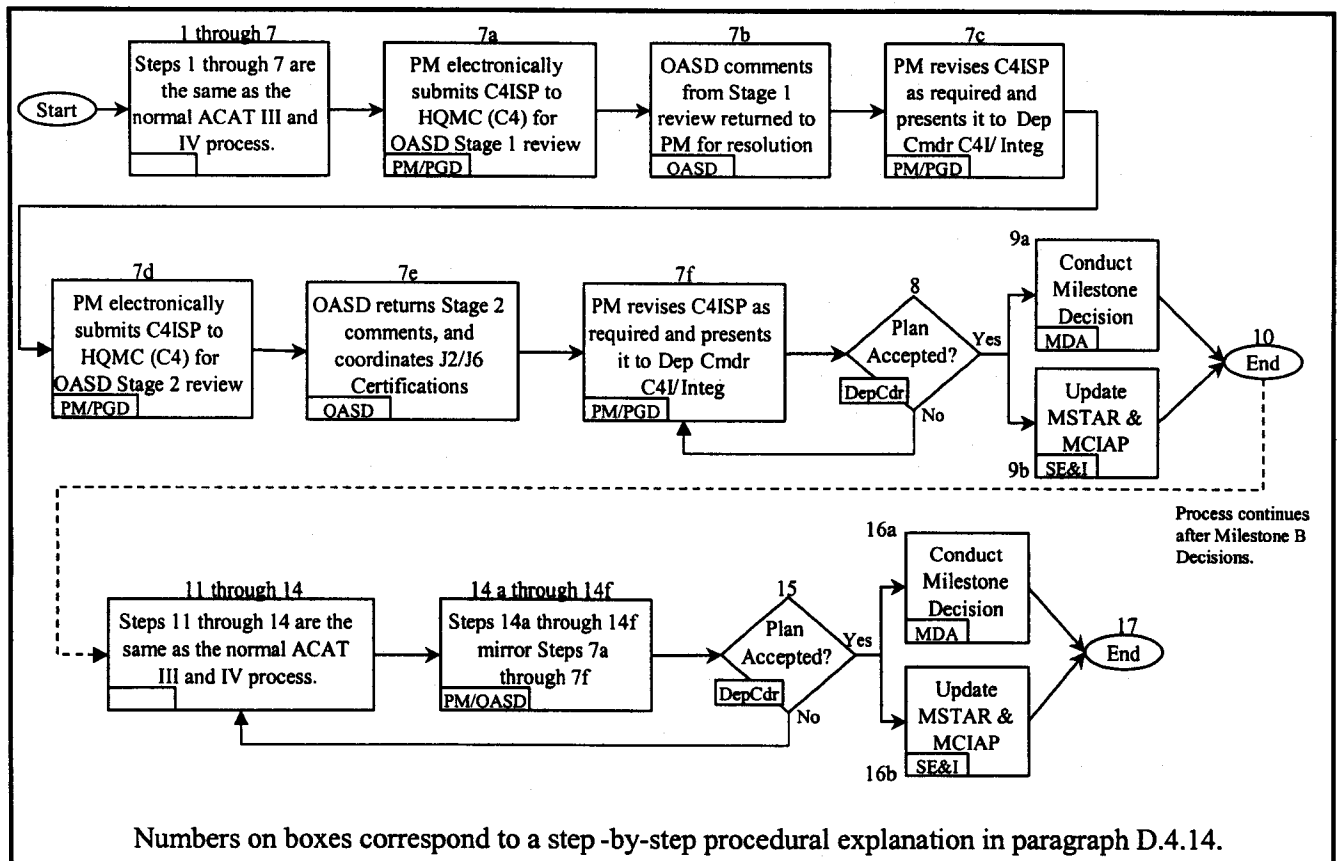 1 through 7
Steps 1 through 7 are
the same as the
normal ACAT III and
IV process.
7a
PM electronically
submits C4ISP to
HQMC (C4) for
OASD Stage 1 review
PM/PGD
7b
OASD comments
from Stage 1
review returned to
PM for resolution
OASD
7c
PM revises C4ISP
as required and
presents it to Dep
Cmdr C4I/ Integ
PM/PGD
Start
7d
PM electronically
submits C4ISP to
HQMC (C4) for
OASD Stage 2 review
PM/PGD
7e
OASD returns Stage 2
comments, and
coordinates J2/J6
Certifications
OASD
7f
PM revises C4ISP as
required and presents
it to Dep Cmdr
C4I/ Integ
PM/PGD
8
Plan
Accepted?
DepCdr
Yes
No
9a
Conduct
Milestone
Decision
MDA
Update
MSTAR &
MCIAP
9b
SE&I
10
End
Process continues
after Milestone B
Decisions.
11 through 14
Steps 11 through 14 are the
same as the normal ACAT
III and IV process.
14 a through 14f
Steps 14a through 14f
mirror Steps 7a
through 7f
PM/OASD
15
Plan
Accepted?
DepCdr
Yes
No
16a
Conduct
Milestone
Decision
MDA
Update
MSTAR &
MCIAP
16b
SE&I
17
End
Numbers on boxes correspond to a step -by-step procedural explanation in paragraph D.4.14.